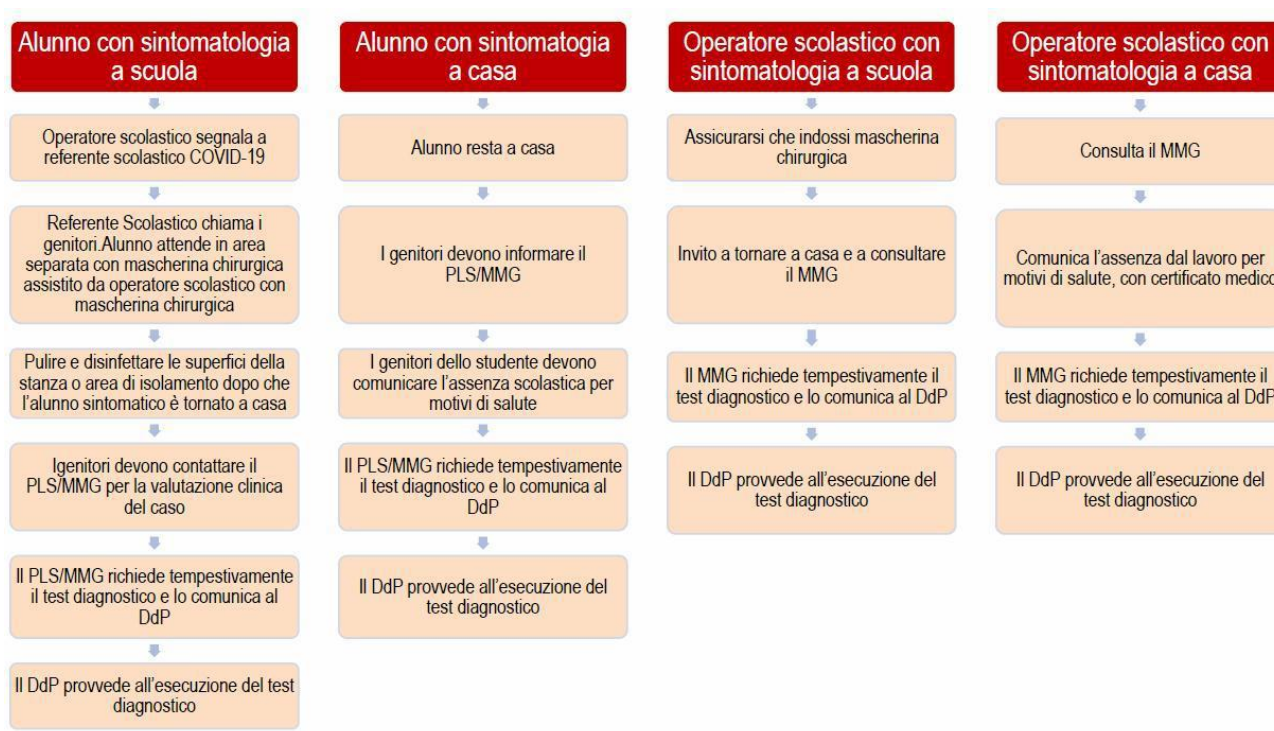 Alunno con sintomatologia
a scuola
Operatore scolastico segnala a
referente scolastico COVID-19
Referente Scolastico chiama i
genitori.Alunno attende in area
separata con mascherina chirurgica
assistito da operatore scolastico con
mascherina chirurgica
Pulire e disinfettare le superfici della
stanza o area di isolamento dopo che
l'alunno sintomatico è tornato a casa
Igenitori devono contattare il
PLS/MMG per la valutazione clinica
del caso
Il PLS/MMG richiede tempestivamente
il test diagnostico e lo comunica al
DdP
Il DdP provvede all'esecuzione del test
diagnostico
Alunno con sintomatogia
a casa
Alunno resta a casa
I genitori devono informare il
PLS/MMG
I genitori dello studente devono
comunicare l'assenza scolastica per
motivi di salute
Il PLS/MMG richiede tempestivamente
il test diagnostico e lo comunica al
DdP
Il DdP provvede all'esecuzione del
test diagnostico
Operatore scolastico con
sintomatologia a scuola
Assicurarsi che indossi mascherina
chirurgica
Invito a tornare a casa e a consultare
il MMG
Il MMG richiede tempestivamente il
test diagnostico e lo comunica al DdP
Il DdP provvede all'esecuzione del
test diagnostico
Operatore scolastico con
sintomatologia a casa
Consulta il MMG
Comunica l'assenza dal lavoro per
motivi di salute, con certificato medico
Il MMG richiede tempestivamente il
test diagnostico e lo comunica al DdP
Il DdP provvede all'esecuzione del
test diagnostico